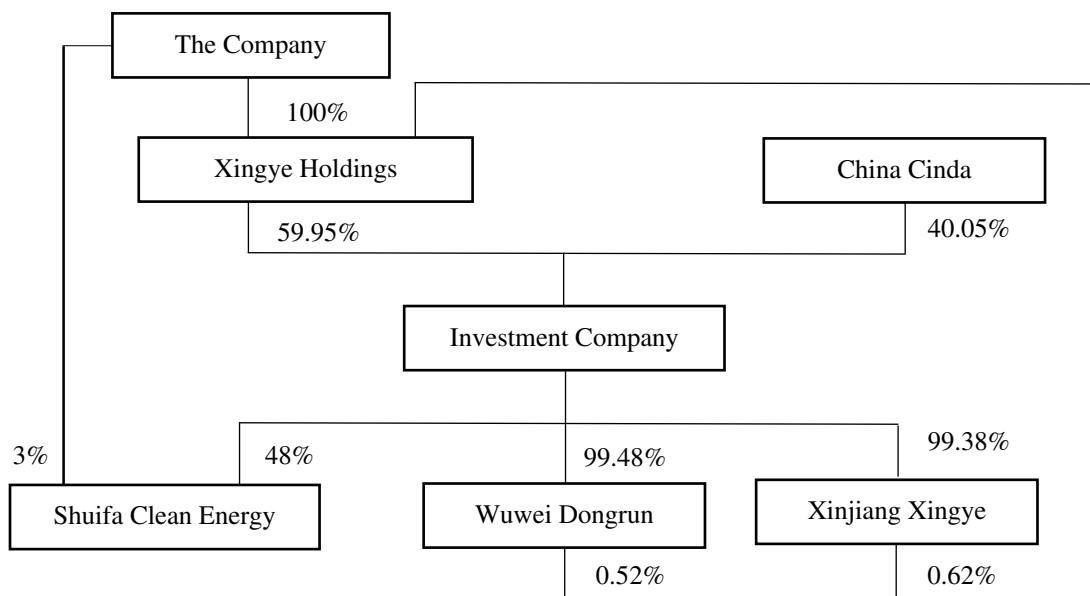 The Company
100%
Xingye Holdings
China Cinda
59.95%
40.05%
Investment Company
3%
48%
99.48%
99.38%
Shuifa Clean Energy
Wuwei Dongrun
Xinjiang Xingye
0.52%
0.62%